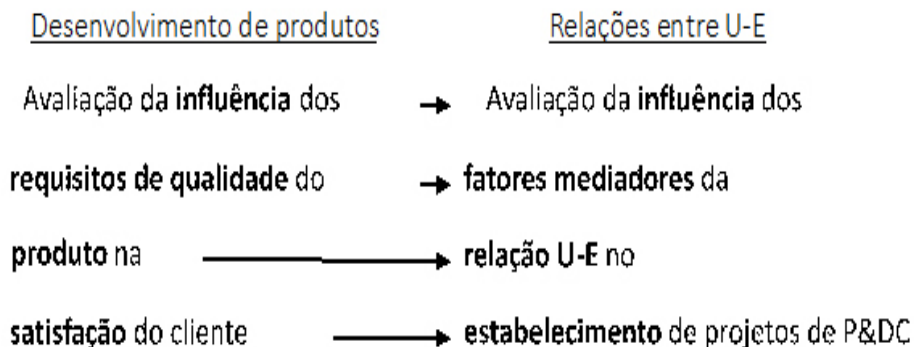 Desenvolvimento de produtos Relações entre U-E
Avaliação da influência dos → Avaliação da influência dos
requisitos de qualidade do → fatores mediadores da
produto na → relação U-E no
satisfação do cliente → estabelecimento de projetos de P&DC